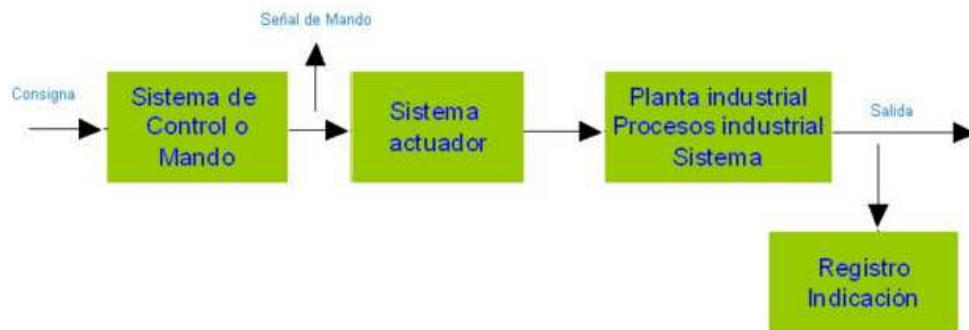 Señal de Mando
Consigna
Sistema de
Control o
Mando
Sistema
actuador
Planta industrial
Procesos industrial
Sistema
Salida
Registro
Indicación